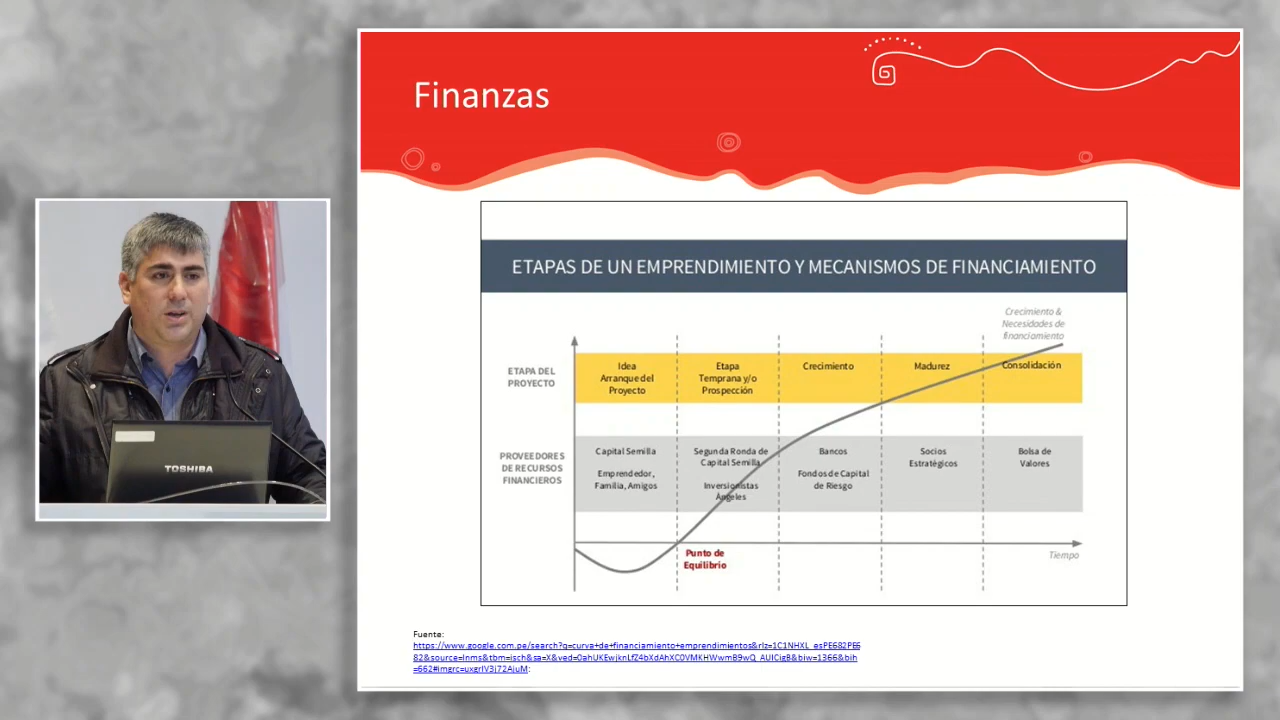 Finanzas
ETAPAS DE UN EMPRENDIMIENTO Y MECANISMOS DE FINANCIAMIENTO
Crecimiento &
Necesidades de
financiamiento
ETAPA DEL
PROYECTO
Idea
Arranque del
Proyecto
Etapa
Temprana y/o
Prospección
Crecimiento
Madurez
Consolidación
PROVEEDORES
DE RECURSOS
FINANCIEROS
Capital Semilla
Emprendedor,
Familia, Amigos
Segunda Ronda de
Capital Semilla
Inversionistas
Ángeles
Bancos
Fondos de Capital
de Riesgo
Socios
Estratégicos
Bolsa de
Valores
Punto de
Equilibrio
Tiempo
TOSHIBA
Fuente:
https://www.google.com.pe/search?q=curva+de+financiamiento+emprendimientos&rlz=1C1NHXL_esPE682PE6
82&source=lnms&tbm=isch&sa=X&ved=0ahUKEwjknLfZ4bXdAhXC0VMKHWwmB9wQ_AUICigB&biw=1366&bih
=662#imgrc=uxgrIV3j72AjuM: